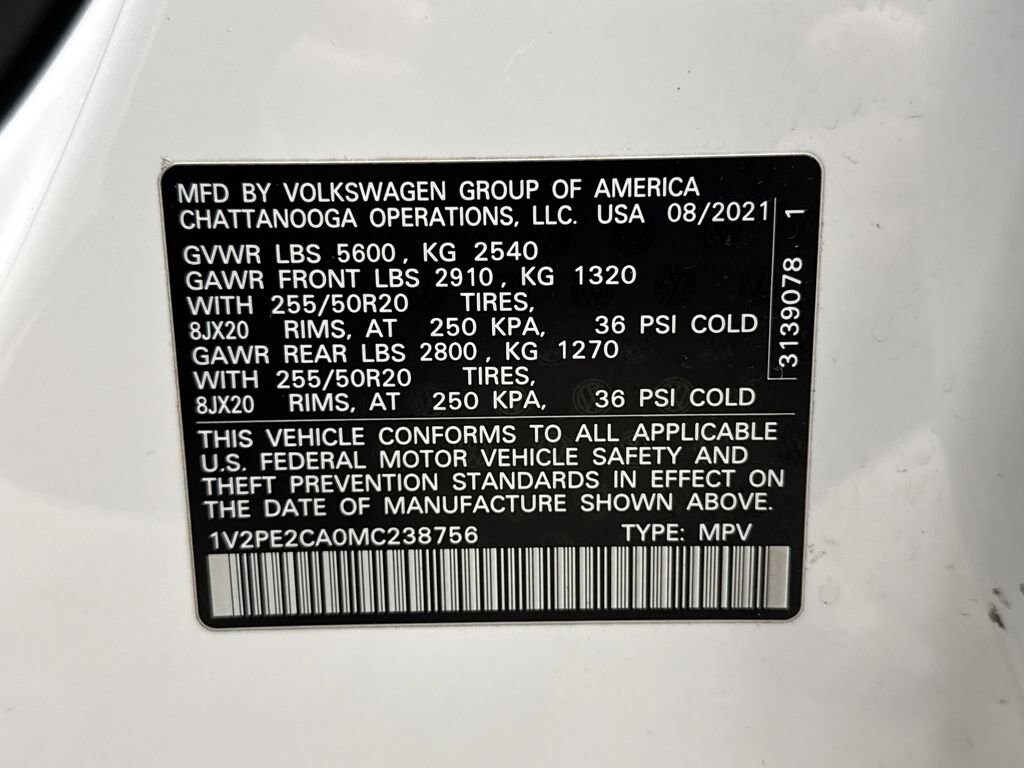 MFD BY VOLKSWAGEN GROUP OF AMERICA
CHATTANOOGA OPERATIONS, LLC. USA 08/2021
GVWR LBS 5600, KG 2540
GAWR FRONT LBS 2910, KG 1320
WITH 255/50R20 TIRES,
8JX20 RIMS, AT 250 KPA, 36 PSI COLD
GAWR REAR LBS 2800, KG 1270
WITH 255/50R20 TIRES,
8JX20 RIMS, AT 250 KPA, 36 PSI COLD
3139078 1
THIS VEHICLE CONFORMS TO ALL APPLICABLE
U.S. FEDERAL MOTOR VEHICLE SAFETY AND
THEFT PREVENTION STANDARDS IN EFFECT ON
THE DATE OF MANUFACTURE SHOWN ABOVE.
1V2PE2CA0MC238756 TYPE: MPV